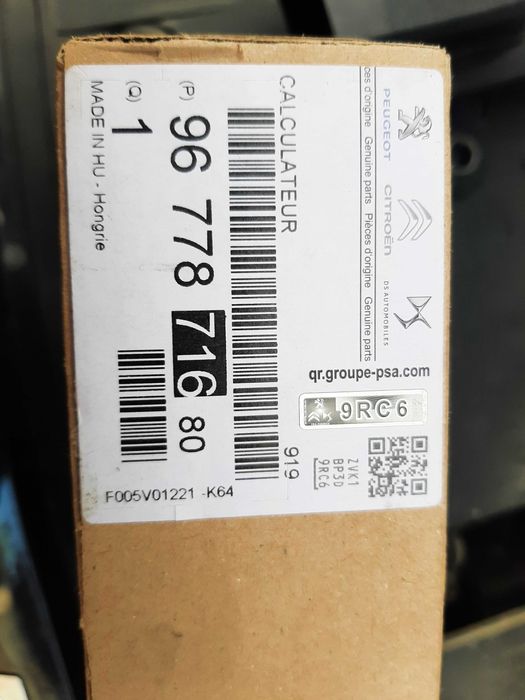 PEUGEOT CITROËN DS AUTOMOBILES
ces d'origine Genuine parts Pièces d'origine Genuine parts
qr.groupe-psa.com
9RC6
ZVK1
BP3D
9RC6
CALCULATEUR
919
(P) 96 778 716 80
(Q) 1
MADE IN HU - Hongrie
F005V01221 -K64